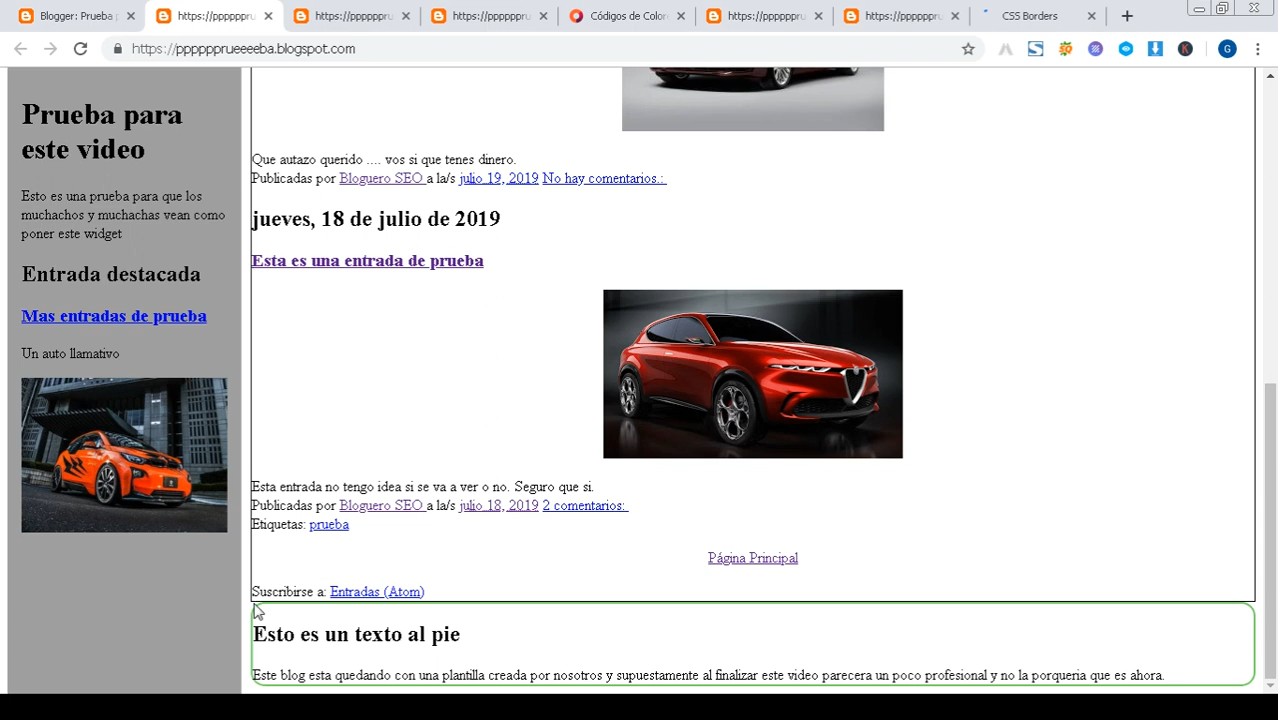 Blogger: Prueba p
https://ppppppru
https://ppppppru
https://ppppppru
Códigos de Colore
https://ppppppru
https://ppppppru
CSS Borders
https://ppppppprueeeeba.blogspot.com
Prueba para
este video
Esto es una prueba para que los
muchachos y muchachas vean como
poner este widget
Entrada destacada
Mas entradas de prueba
Un auto llamativo
Que autazo querido .... vos si que tenes dinero.
Publicadas por Bloguero SEO a la/s julio 19, 2019 No hay comentarios.:
jueves, 18 de julio de 2019
Esta es una entrada de prueba
Esta entrada no tengo idea si se va a ver o no. Seguro que si.
Publicadas por Bloguero SEO a la/s julio 18, 2019 2 comentarios:
Etiquetas: prueba
Página Principal
Suscribirse a: Entradas (Atom)
Esto es un texto al pie
Este blog esta quedando con una plantilla creada por nosotros y supuestamente al finalizar este video parecera un poco profesional y no la porqueria que es ahora.